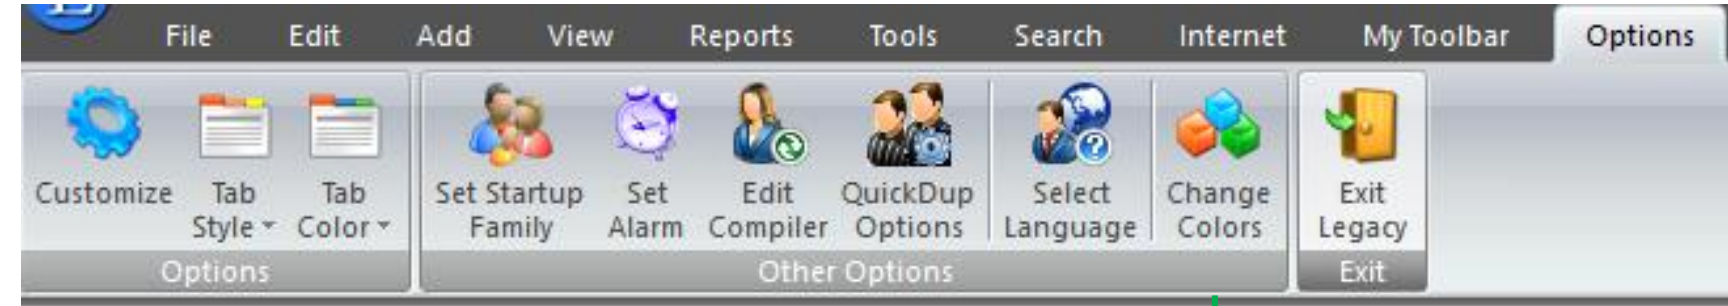 File Edit Add View Reports Tools Search Internet My Toolbar Options
Customize Tab Tab Set Startup Set Edit QuickDup Select Change Exit
Style Color Family Alarm Compiler Options Language Colors Legacy
Options Other Options Exit